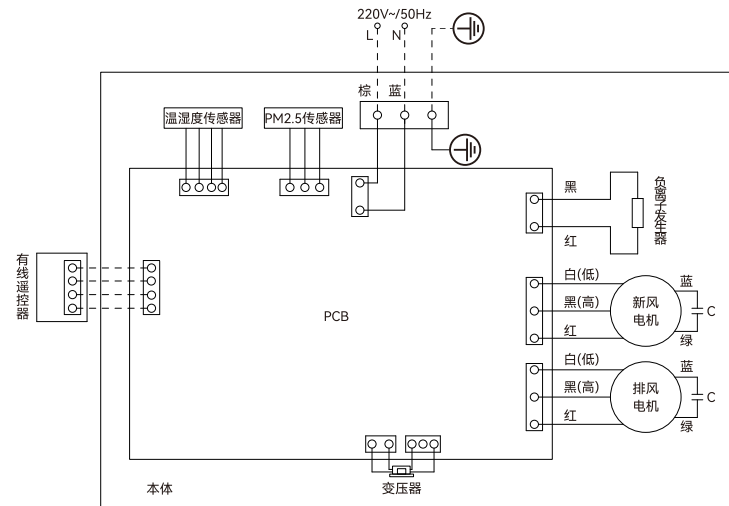 220V~/50Hz
L
N
棕
蓝
温湿度传感器
PM2.5传感器
黑
红
负离子发生器
有线遥控器
白(低)
黑(高)
红
新风
电机
蓝
C
绿
PCB
白(低)
黑(高)
红
排风
电机
蓝
C
绿
本体
变压器